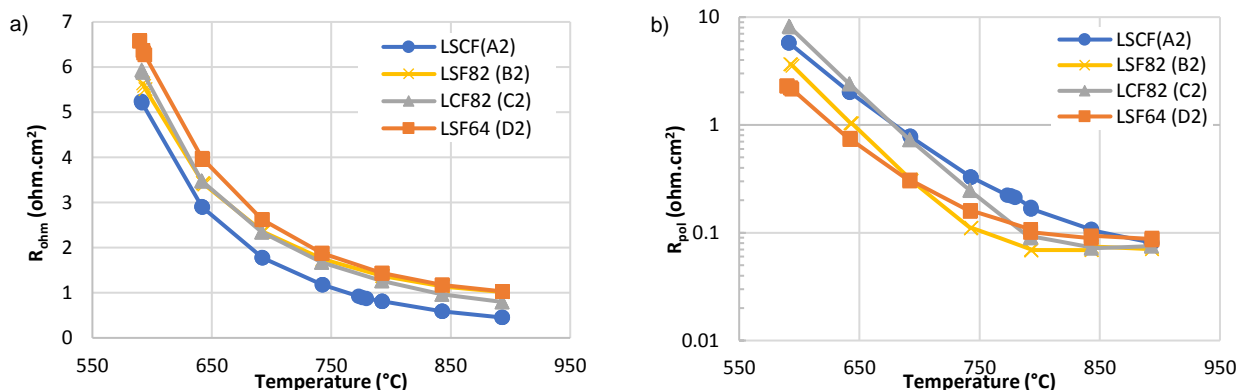 a)
R_ohm (ohm.cm²)
7
6
5
4
3
2
1
0
550
650
750
850
950
Temperature (°C)
LSCF(A2)
LSF82 (B2)
LCF82 (C2)
LSF64 (D2)
b)
R_pol (ohm.cm²)
10
1
0.1
0.01
550
650
750
850
950
Temperature (°C)
LSCF(A2)
LSF82 (B2)
LCF82 (C2)
LSF64 (D2)